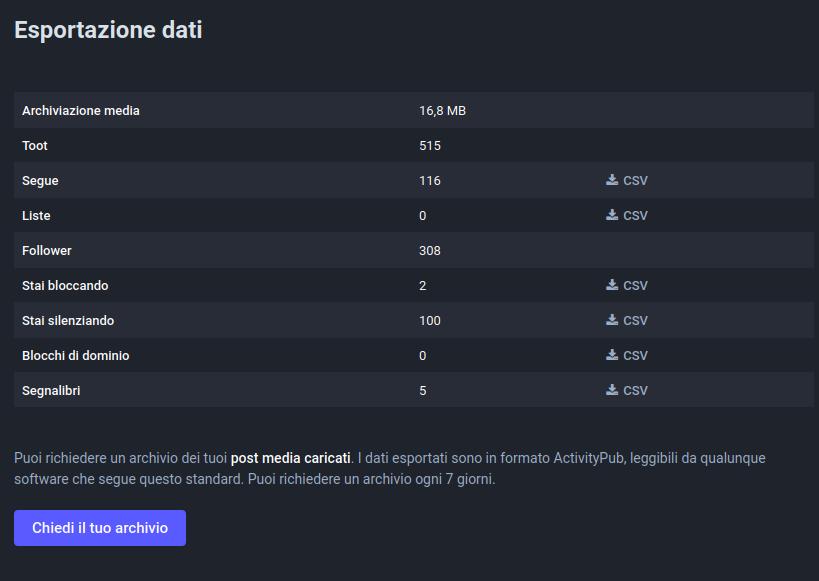 Esportazione dati
Archiviazione media 16,8 MB
Toot 515
Segue 116 CSV
Liste 0 CSV
Follower 308
Stai bloccando 2 CSV
Stai silenziando 100 CSV
Blocchi di dominio 0 CSV
Segnalibri 5 CSV
Puoi richiedere un archivio dei tuoi post media caricati. I dati esportati sono in formato ActivityPub, leggibili da qualunque
software che segue questo standard. Puoi richiedere un archivio ogni 7 giorni.
Chiedi il tuo archivio